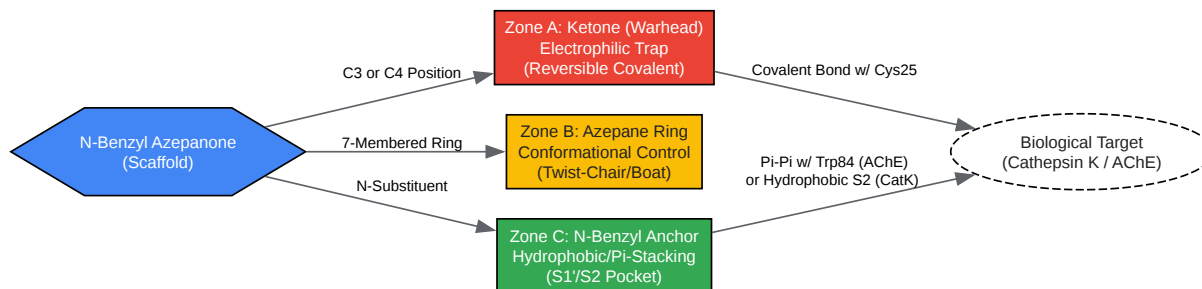 N-Benzyl Azepanone
(Scaffold)
C3 or C4 Position
7-Membered Ring
N-Substituent
Zone A: Ketone (Warhead)
Electrophilic Trap
(Reversible Covalent)
Zone B: Azepane Ring
Conformational Control
(Twist-Chair/Boat)
Zone C: N-Benzyl Anchor
Hydrophobic/Pi-Stacking
(S1'/S2 Pocket)
Covalent Bond w/ Cys25
Pi-Pi w/ Trp84 (AChE)
or Hydrophobic S2 (CatK)
Biological Target
(Cathepsin K / AChE)